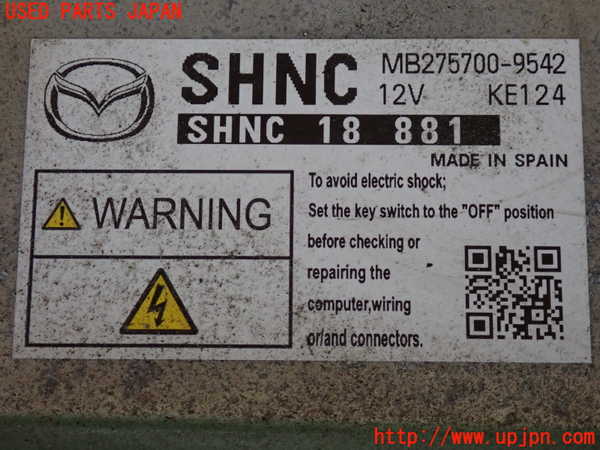 USED PARTS JAPAN
SHNC
MB275700-9542
12V KE124
SHNC 18 881
MADE IN SPAIN
WARNING
To avoid electric shock;
Set the key switch to the "OFF" position
before checking or
repairing the
computer,wiring
or/and connectors.
http://www.upjpn.com/